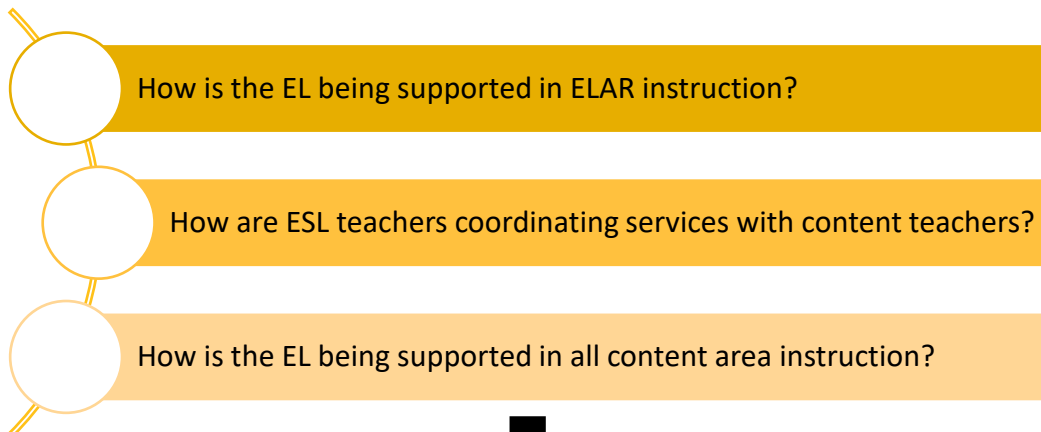 How is the EL being supported in ELAR instruction?
How are ESL teachers coordinating services with content teachers?
How is the EL being supported in all content area instruction?